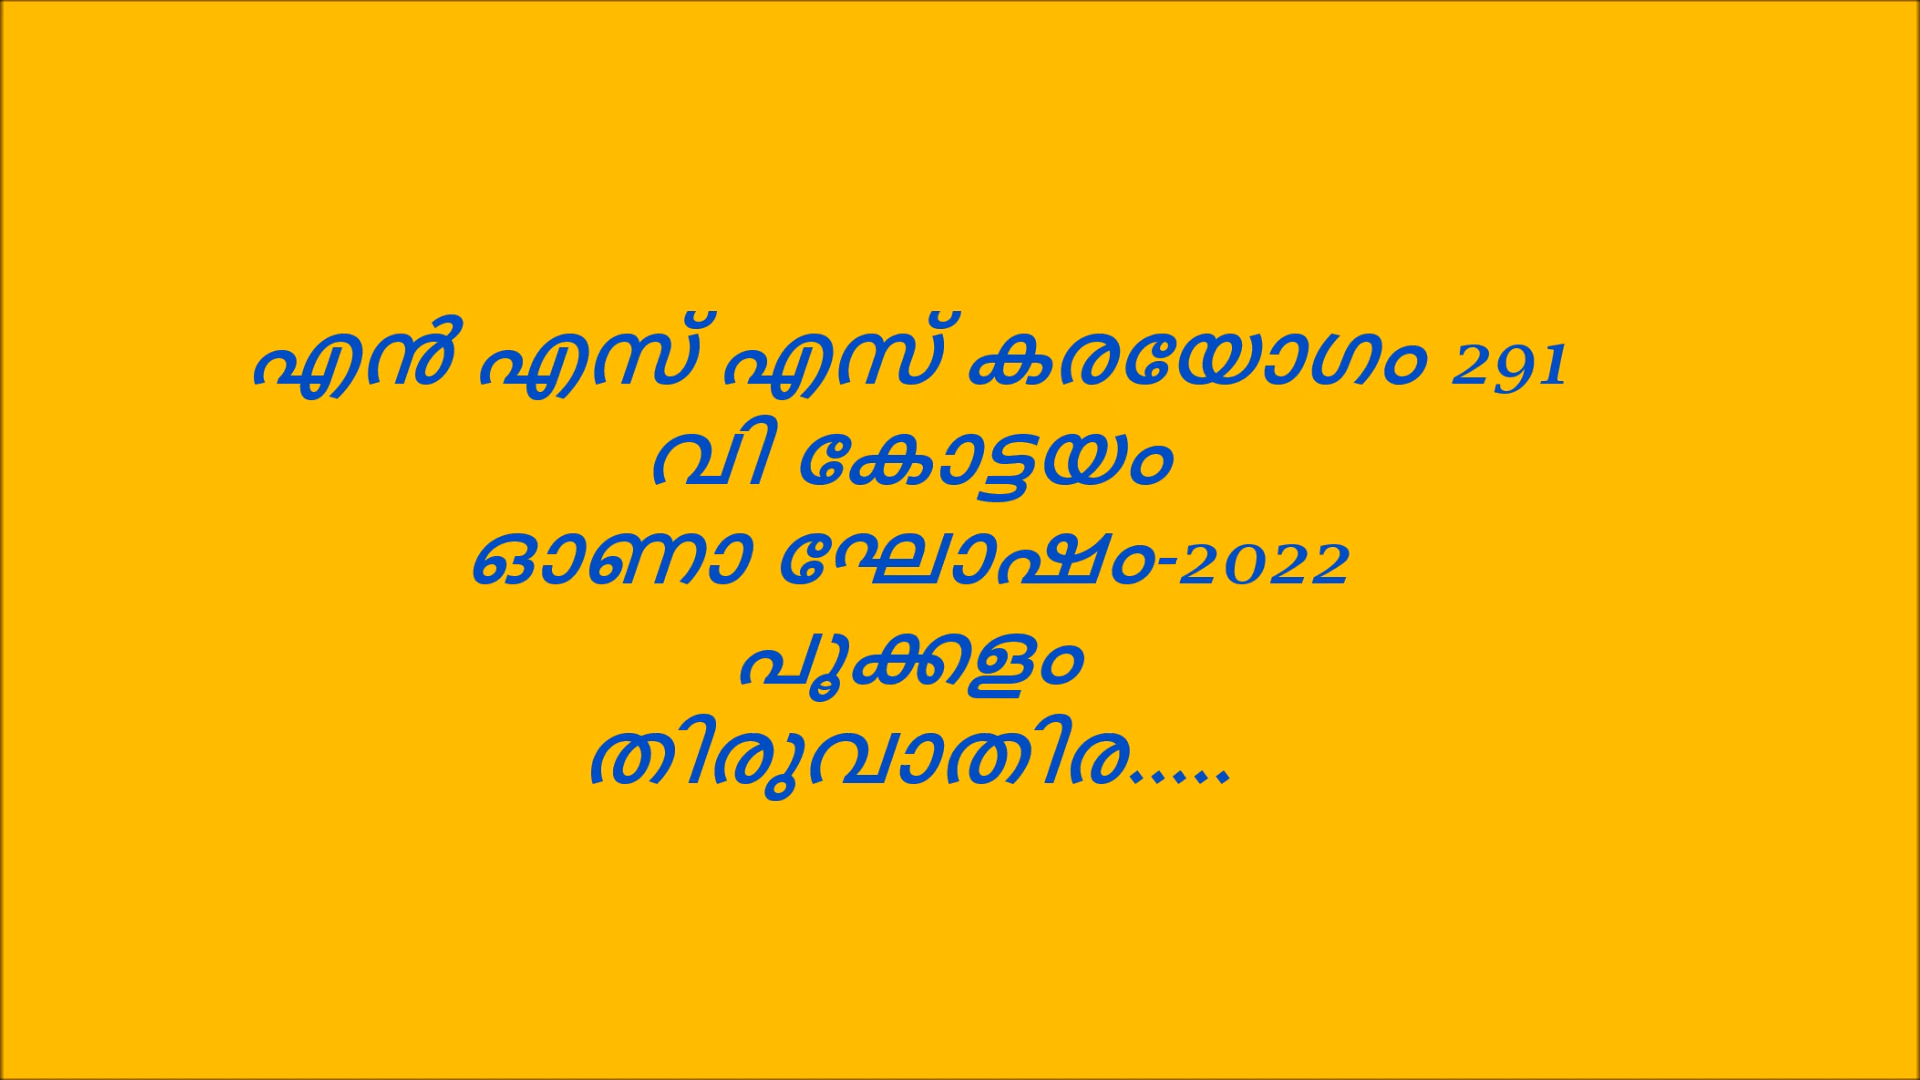 എൻ എസ് എസ് കരയോഗം 291
വി കോട്ടയം
ഓണാ ഘോഷം-2022
പൂക്കളം
തിരുവാതിര.....